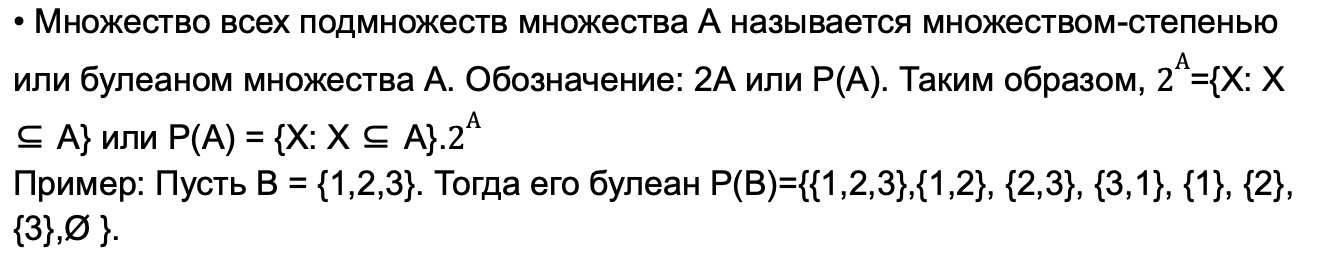 • Множество всех подмножеств множества А называется множеством-степенью
или булеаном множества А. Обозначение: 2А или P(A). Таким образом, 2^A={X: X
⊆ A} или P(A) = {X: X ⊆ A}.2^A
Пример: Пусть B = {1,2,3}. Тогда его булеан P(B)={{1,2,3},{1,2}, {2,3}, {3,1}, {1}, {2},
{3},Ø }.